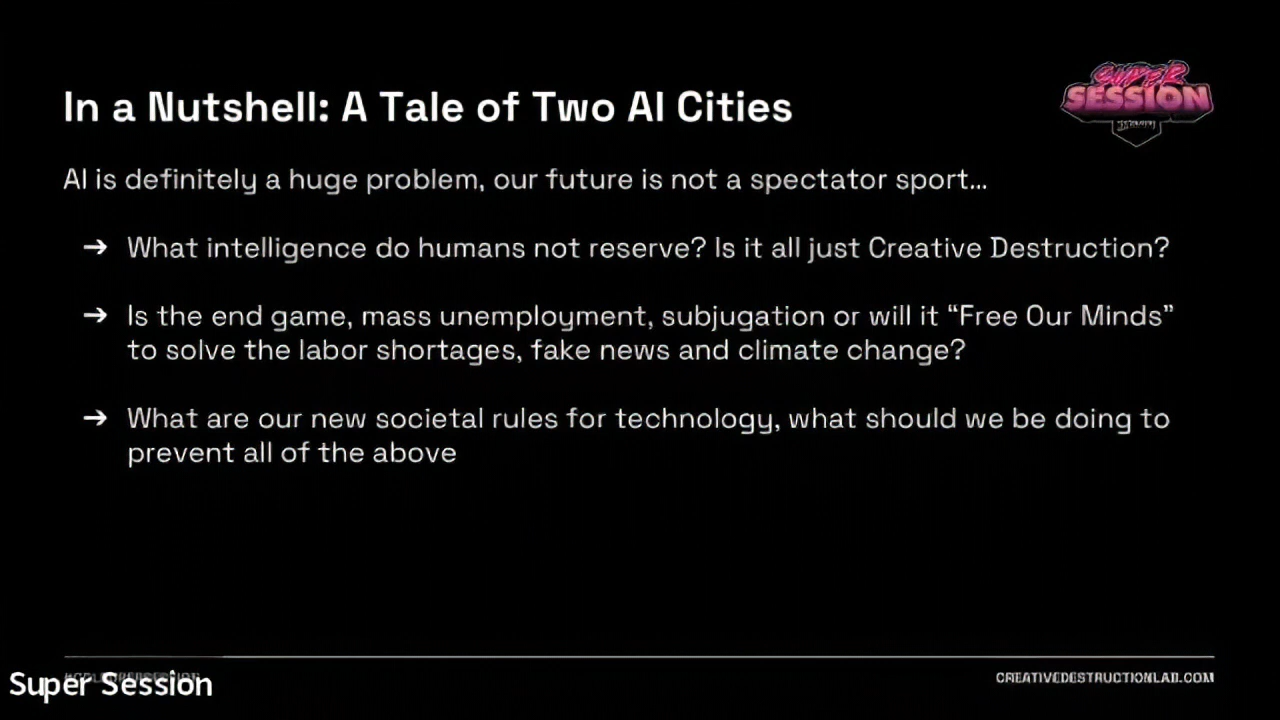 In a Nutshell: A Tale of Two AI Cities
SUPER
SESSION
AI is definitely a huge problem, our future is not a spectator sport...
➔ What intelligence do humans not reserve? Is it all just Creative Destruction?
➔ Is the end game, mass unemployment, subjugation or will it “Free Our Minds”
to solve the labor shortages, fake news and climate change?
➔ What are our new societal rules for technology, what should we be doing to
prevent all of the above
Super Session
CREATIVEDESTRUCTIONLAB.COM